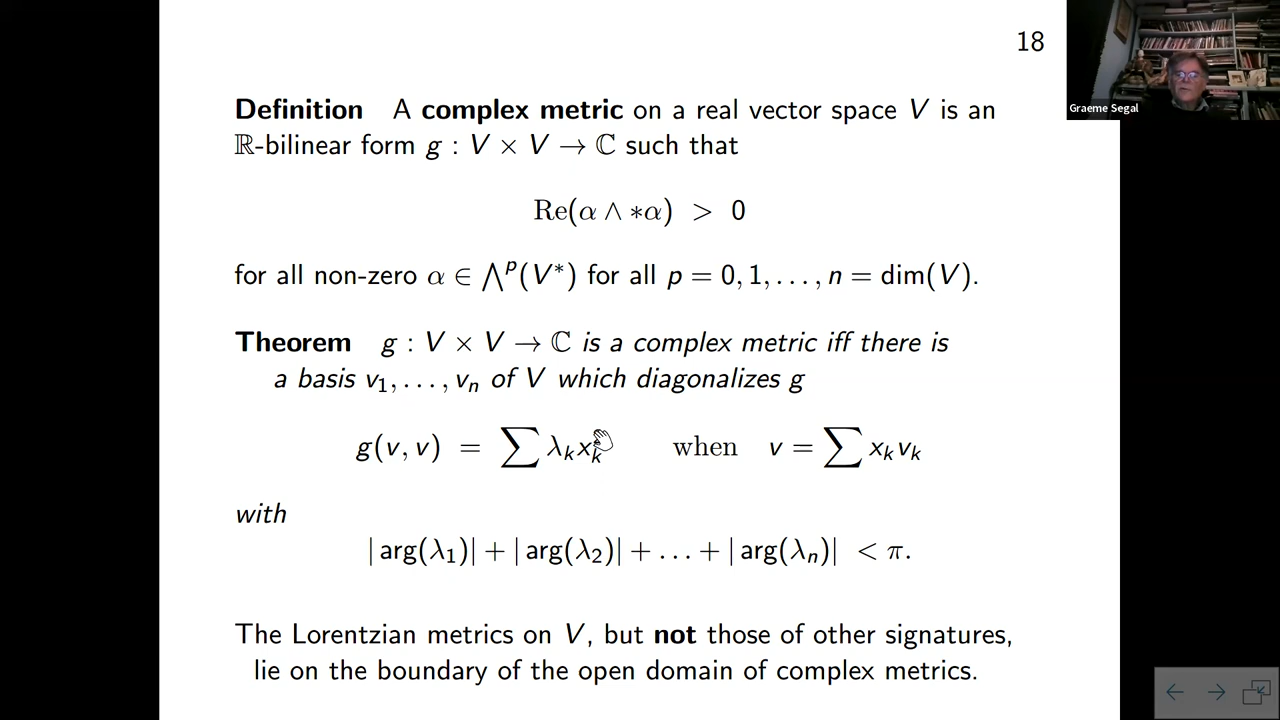 18
Graeme Segal
Definition A complex metric on a real vector space V is an
ℝ-bilinear form g : V × V → ℂ such that
Re(α ∧ ∗α) > 0
for all non-zero α ∈ ⋀ᵖ(V*) for all p = 0, 1, . . . , n = dim(V).
Theorem g : V × V → ℂ is a complex metric iff there is
a basis v₁, . . . , vₙ of V which diagonalizes g
g(v, v) = ∑ λₖxₖ when v = ∑ xₖvₖ
with
| arg(λ₁)| + | arg(λ₂)| + . . . + | arg(λₙ)| < π.
The Lorentzian metrics on V, but not those of other signatures,
lie on the boundary of the open domain of complex metrics.